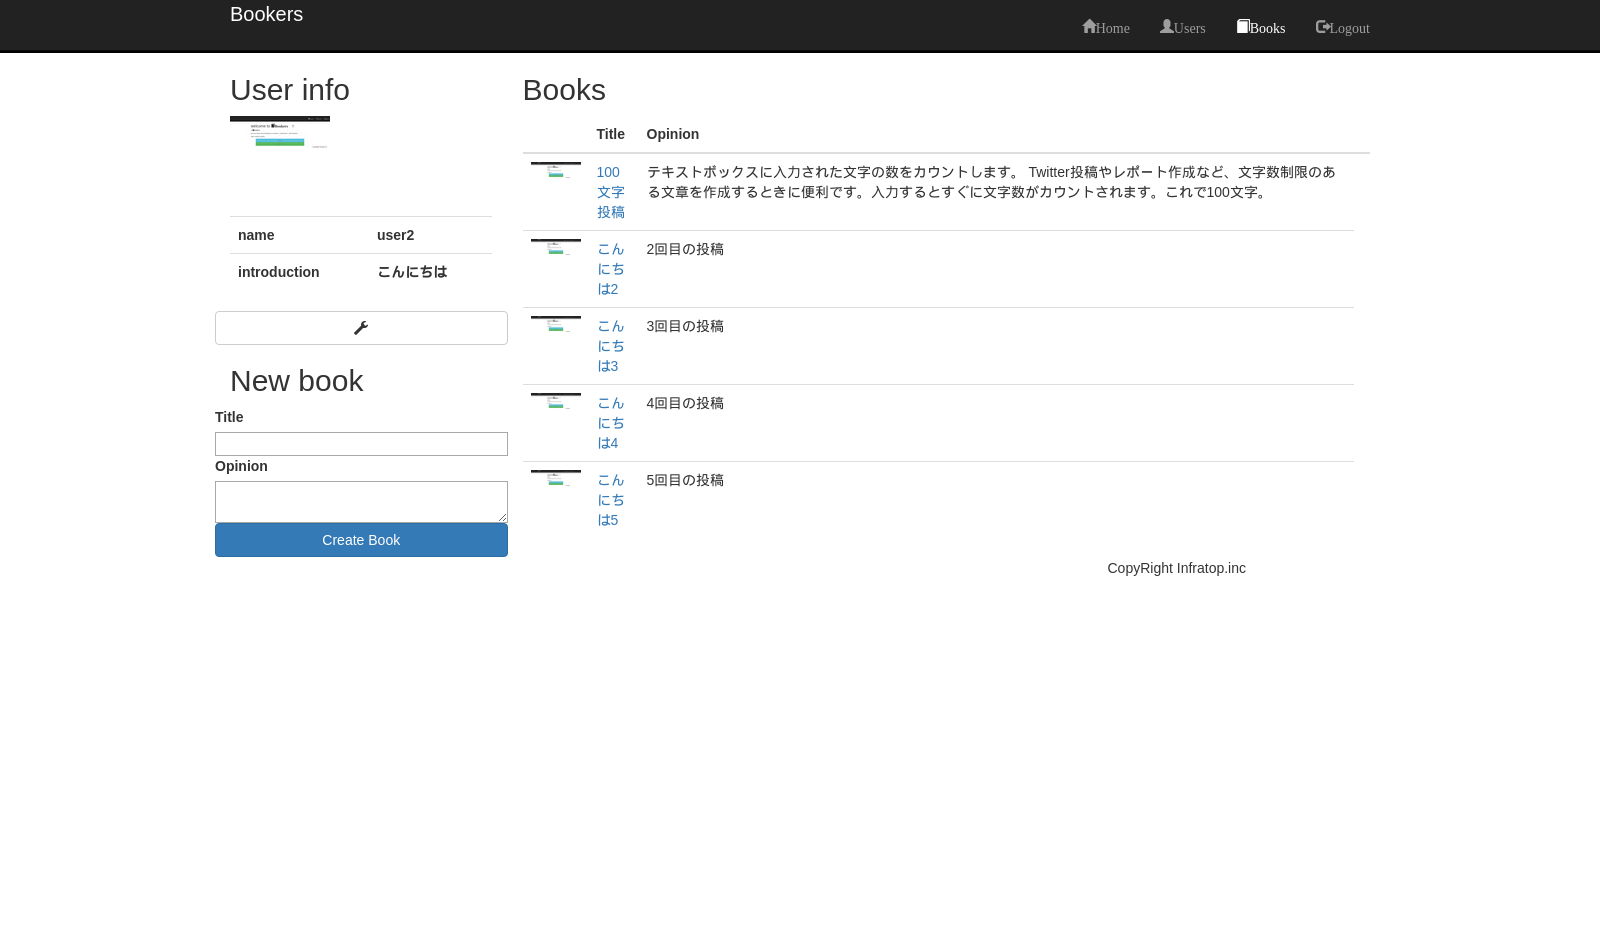 Bookers
Home Users Books Logout
User info
name user2
introduction こんにちは
New book
Title
Opinion
Create Book
Books
Title Opinion
100文字投稿 テキストボックスに入力された文字の数をカウントします。 Twitter投稿やレポート作成など、文字数制限のあ
る文章を作成するときに便利です。入力するとすぐに文字数がカウントされます。これで100文字。
こんにちは2 2回目の投稿
こんにちは3 3回目の投稿
こんにちは4 4回目の投稿
こんにちは5 5回目の投稿
CopyRight Infratop.inc